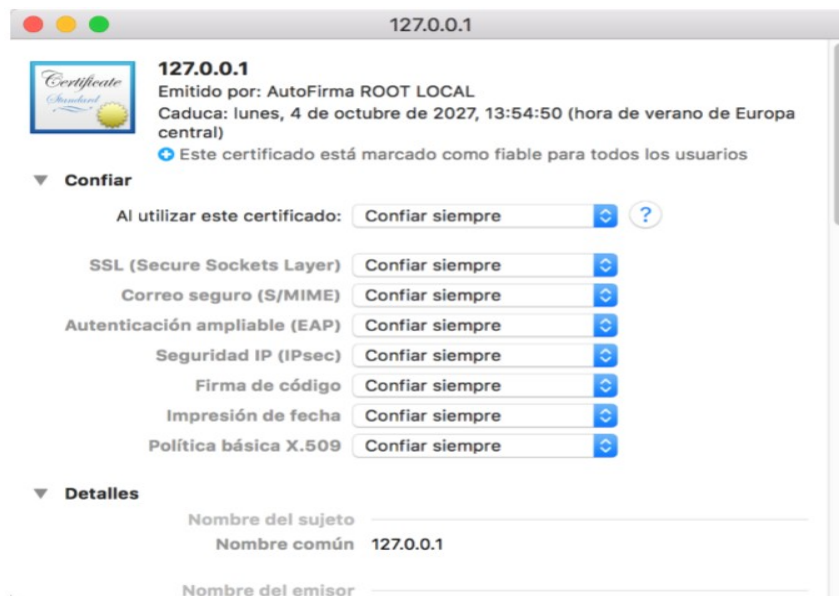 127.0.0.1
Certificate
Standard
127.0.0.1
Emitido por: AutoFirma ROOT LOCAL
Caduca: lunes, 4 de octubre de 2027, 13:54:50 (hora de verano de Europa
central)
Este certificado está marcado como fiable para todos los usuarios
Confiar
Al utilizar este certificado: Confiar siempre ?
SSL (Secure Sockets Layer) Confiar siempre
Correo seguro (S/MIME) Confiar siempre
Autenticación ampliable (EAP) Confiar siempre
Seguridad IP (IPsec) Confiar siempre
Firma de código Confiar siempre
Impresión de fecha Confiar siempre
Política básica X.509 Confiar siempre
Detalles
Nombre del sujeto
Nombre común 127.0.0.1
Nombre del emisor